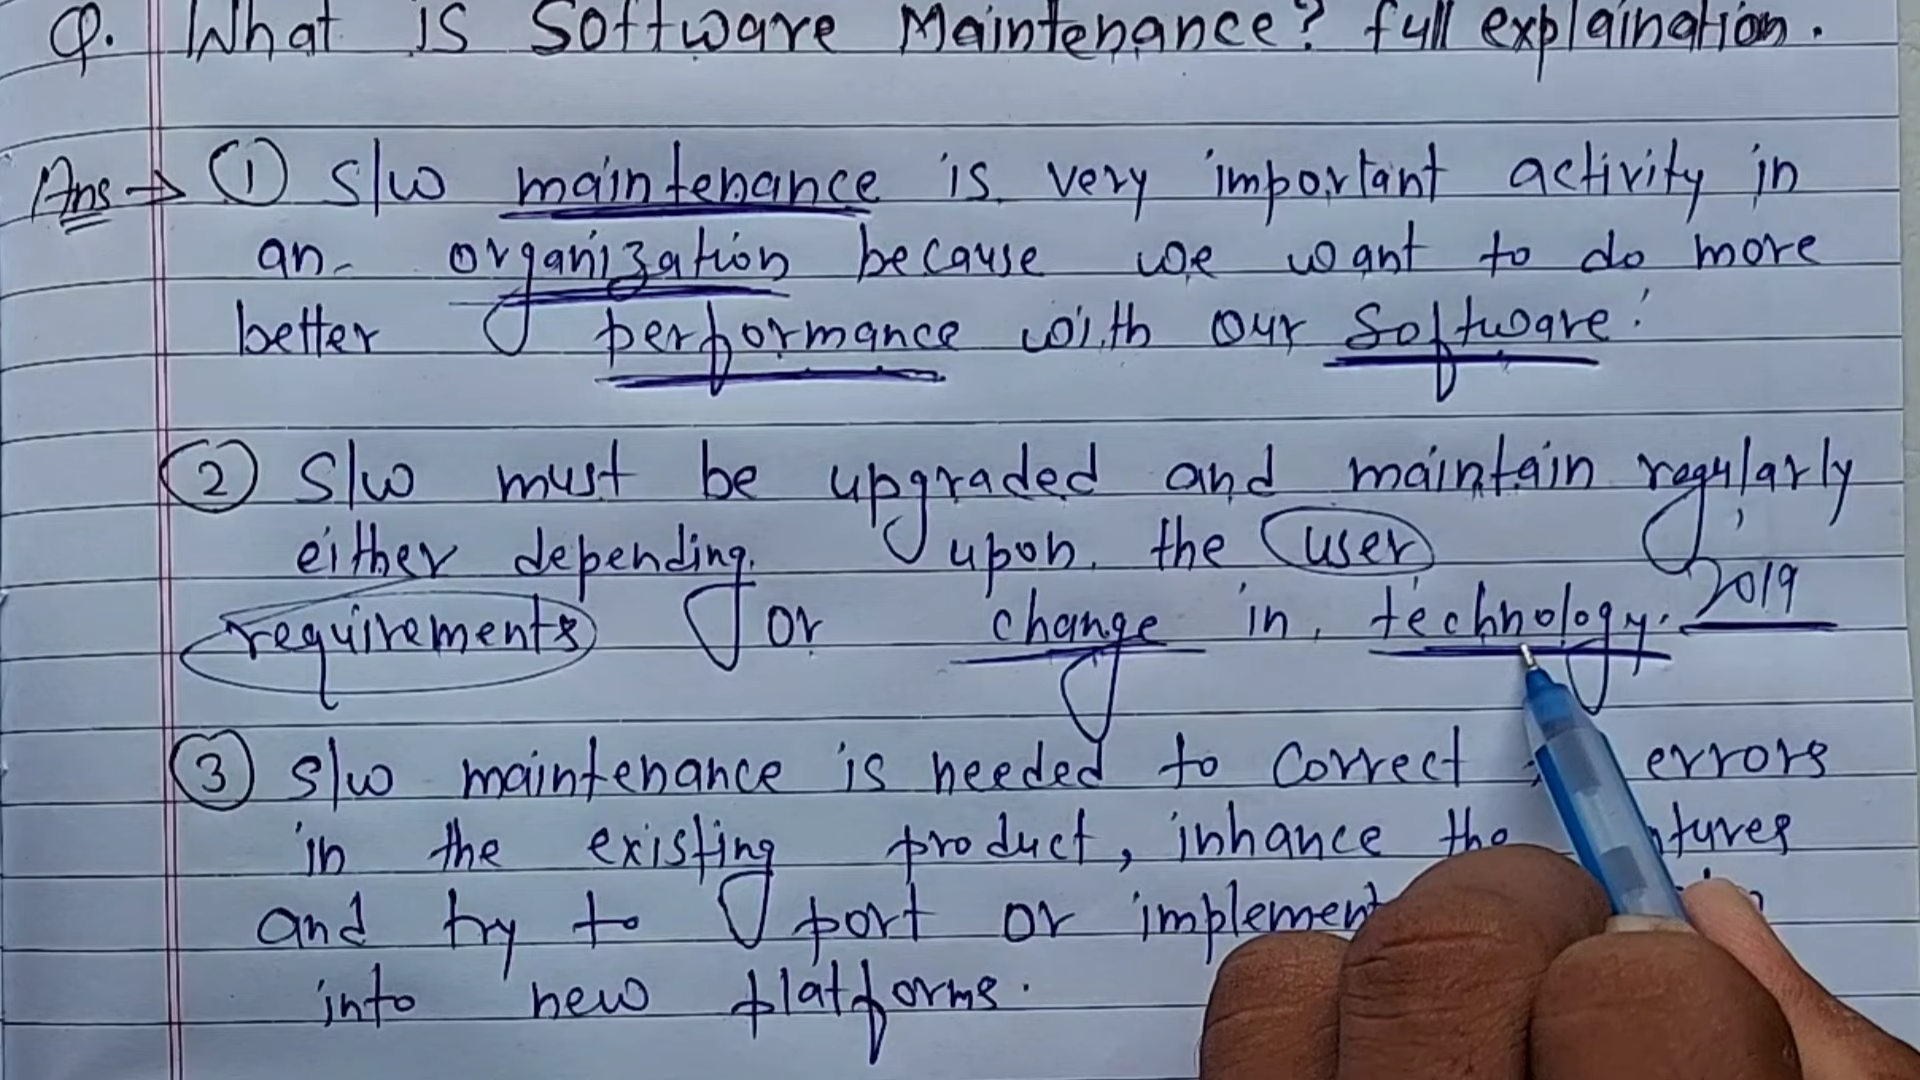 Q. What is Software Maintenance? full explaination.
Ans → ① S/w maintenance is very important activity in
an organization because we want to do more
better performance with our software.
② S/w must be upgraded and maintain regularly
either depending upon the user
requirements or change in technology. 2019
③ S/w maintenance is needed to correct errors
in the existing product, inhance the
and try to port or implement
into new platforms.